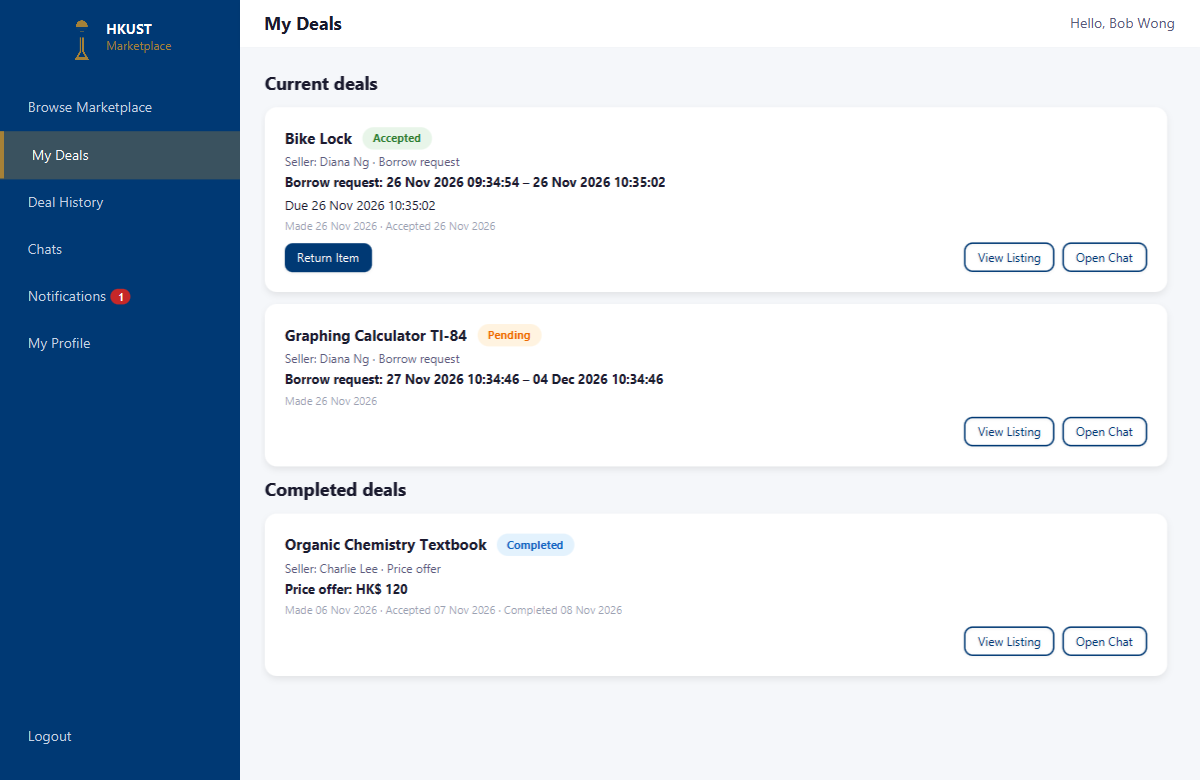 HKUST
Marketplace
Browse Marketplace
My Deals
Deal History
Chats
Notifications 1
My Profile
Logout
My Deals
Hello, Bob Wong
Current deals
Bike Lock Accepted
Seller: Diana Ng · Borrow request
Borrow request: 26 Nov 2026 09:34:54 – 26 Nov 2026 10:35:02
Due 26 Nov 2026 10:35:02
Made 26 Nov 2026 · Accepted 26 Nov 2026
Return Item View Listing Open Chat
Graphing Calculator TI-84 Pending
Seller: Diana Ng · Borrow request
Borrow request: 27 Nov 2026 10:34:46 – 04 Dec 2026 10:34:46
Made 26 Nov 2026
View Listing Open Chat
Completed deals
Organic Chemistry Textbook Completed
Seller: Charlie Lee · Price offer
Price offer: HK$ 120
Made 06 Nov 2026 · Accepted 07 Nov 2026 · Completed 08 Nov 2026
View Listing Open Chat